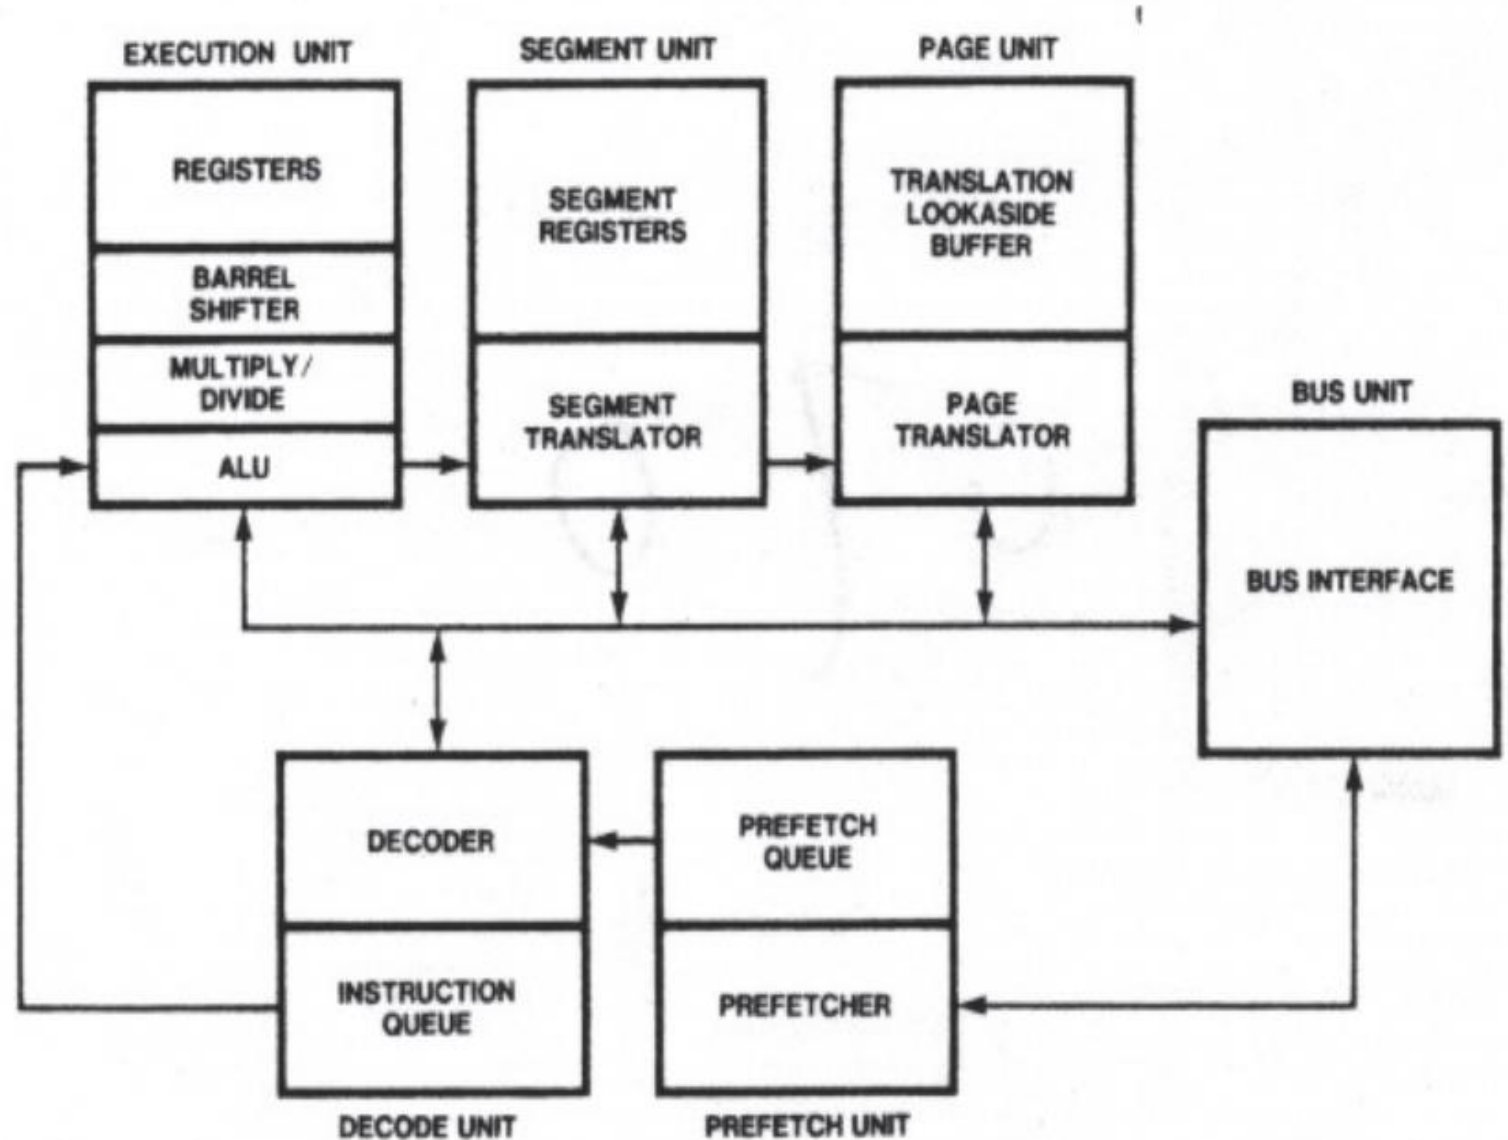 EXECUTION UNIT
REGISTERS
BARREL
SHIFTER
MULTIPLY/
DIVIDE
ALU
SEGMENT UNIT
SEGMENT
REGISTERS
SEGMENT
TRANSLATOR
PAGE UNIT
TRANSLATION
LOOKASIDE
BUFFER
PAGE
TRANSLATOR
BUS UNIT
BUS INTERFACE
DECODER
INSTRUCTION
QUEUE
DECODE UNIT
PREFETCH
QUEUE
PREFETCHER
PREFETCH UNIT